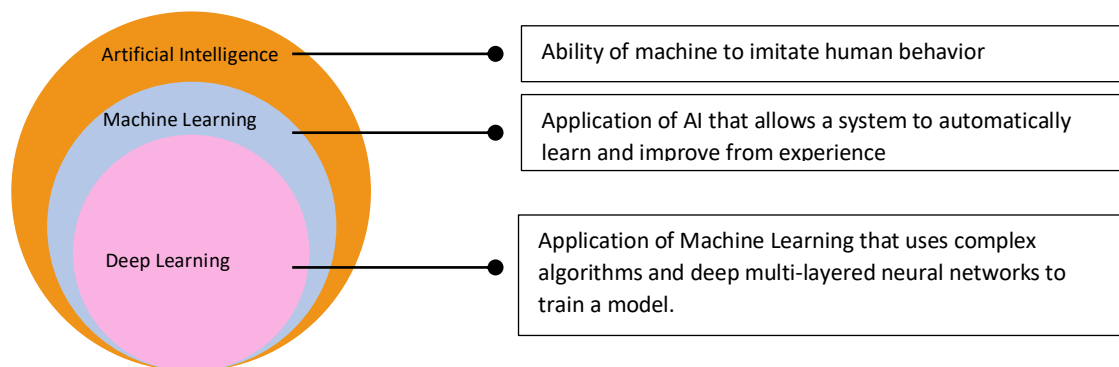 Artificial Intelligence
Ability of machine to imitate human behavior
Machine Learning
Application of AI that allows a system to automatically
learn and improve from experience
Deep Learning
Application of Machine Learning that uses complex
algorithms and deep multi-layered neural networks to
train a model.